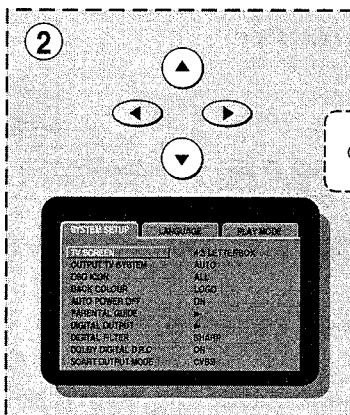 2
SYSTEM SETUP LANGUAGE PLAY MODE
TV SCREEN 4:3 LETTERBOX
OUTPUT TV SYSTEM AUTO
OSD ICON ALL
BACK COLOUR LOGO
AUTO POWER OFF ON
PARENTAL GUIDE
DIGITAL OUTPUT
DIGITAL FILTER SHARP
DOLBY DIGITAL D.R.C ON
SCART OUTPUT MODE CVBS